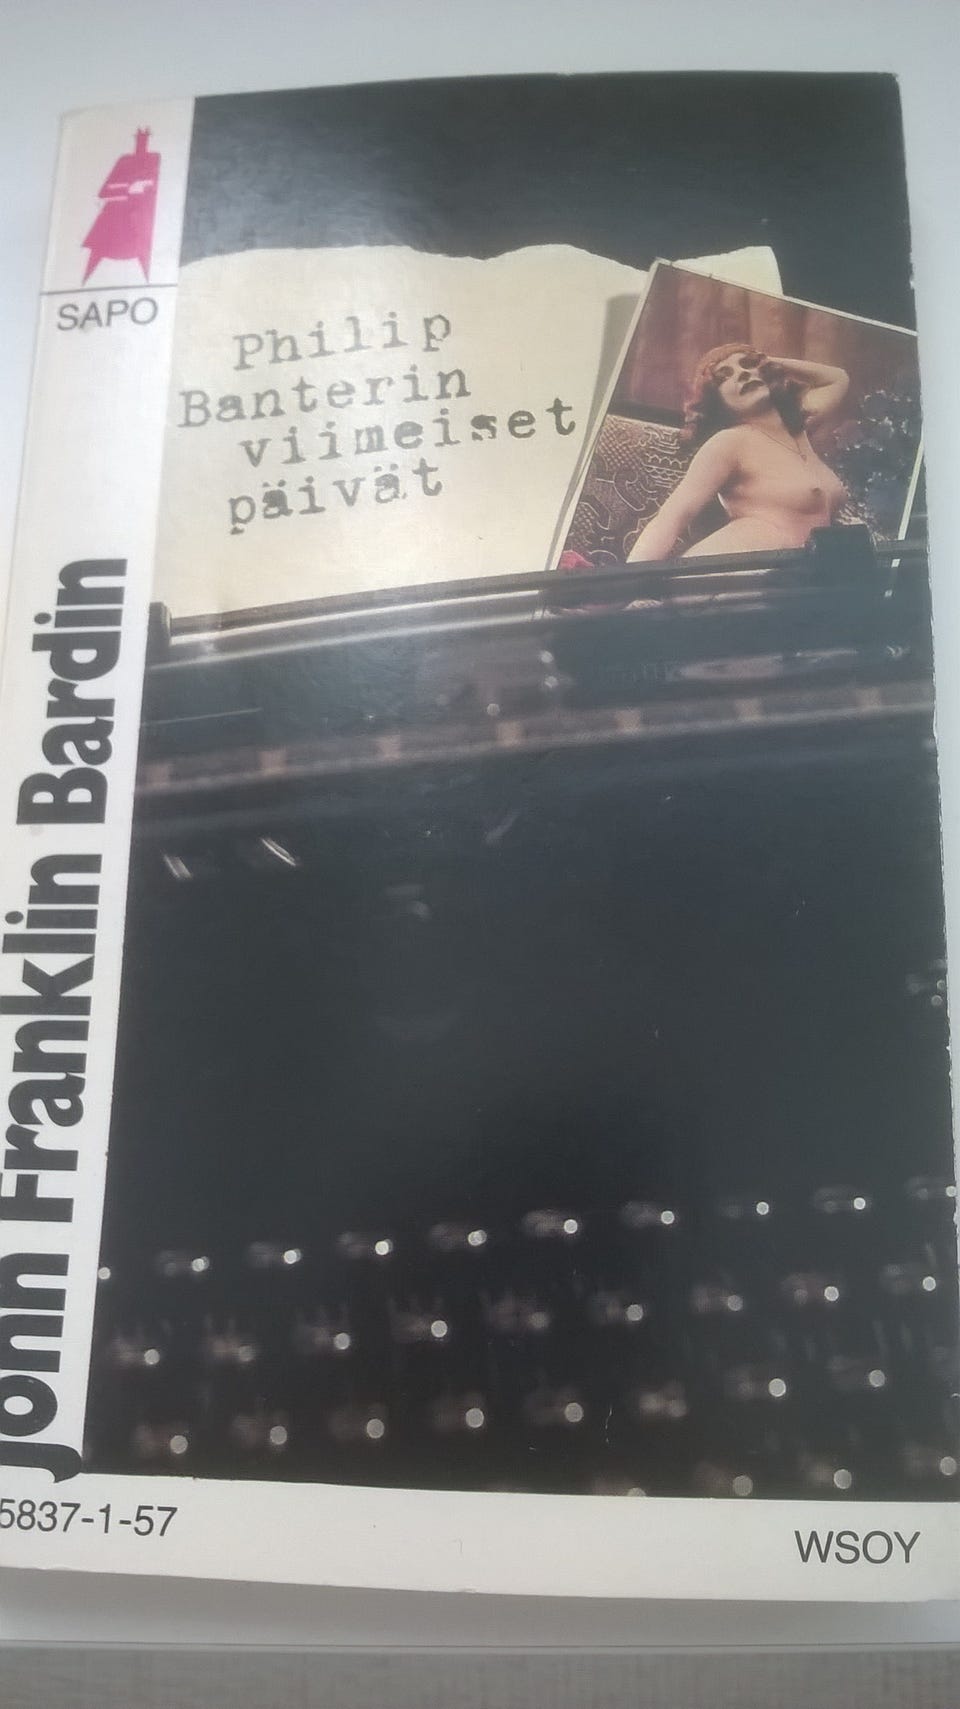 SAPO
Philip
Banterin
viimeiset
päivät
John Franklin Bardin
5837-1-57
WSOY